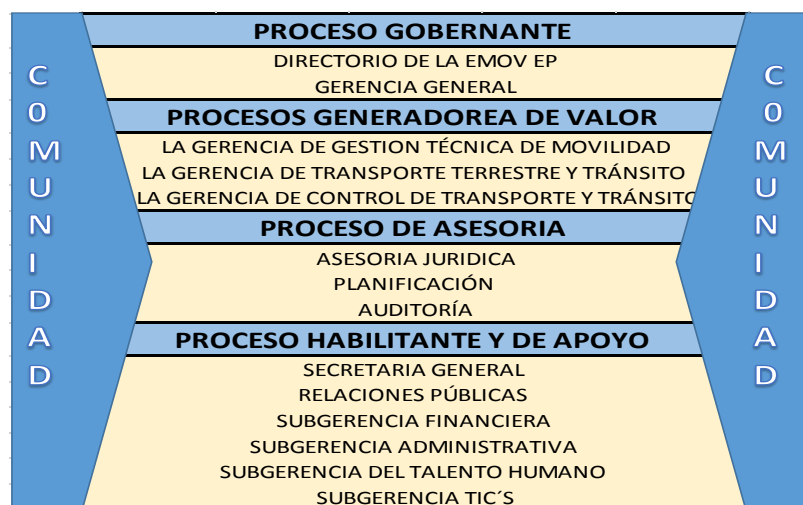 PROCESO GOBERNANTE
DIRECTORIO DE LA EMOV EP
GERENCIA GENERAL
PROCESOS GENERADOREA DE VALOR
LA GERENCIA DE GESTION TÉCNICA DE MOVILIDAD
LA GERENCIA DE TRANSPORTE TERRESTRE Y TRÁNSITO
LA GERENCIA DE CONTROL DE TRANSPORTE Y TRÁNSITO
PROCESO DE ASESORIA
ASESORIA JURIDICA
PLANIFICACIÓN
AUDITORÍA
PROCESO HABILITANTE Y DE APOYO
SECRETARIA GENERAL
RELACIONES PÚBLICAS
SUBGERENCIA FINANCIERA
SUBGERENCIA ADMINISTRATIVA
SUBGERENCIA DEL TALENTO HUMANO
SUBGERENCIA TIC´S
C0MUNIDAD
C0MUNIDAD